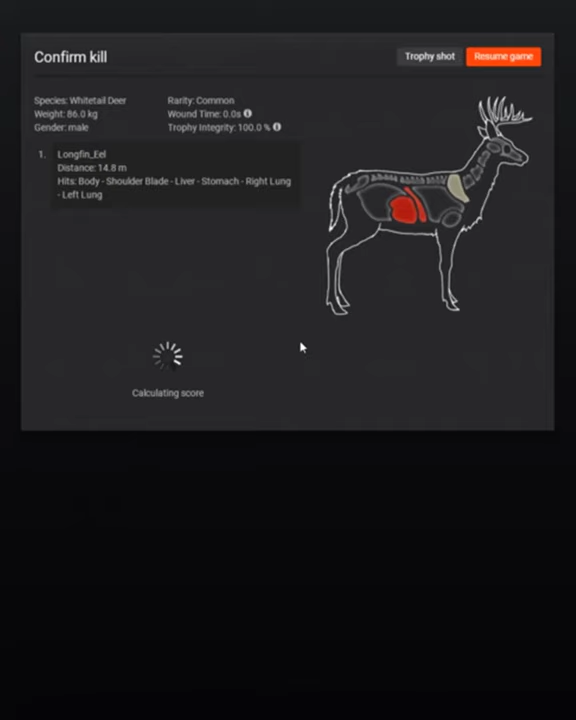 Confirm kill
Trophy shot
Resume game
Species: Whitetail Deer
Weight: 86.0 kg
Gender: male
Rarity: Common
Wound Time: 0.0s
Trophy Integrity: 100.0 %
1. Longfin_Eel
Distance: 14.8 m
Hits: Body - Shoulder Blade - Liver - Stomach - Right Lung
- Left Lung
Calculating score